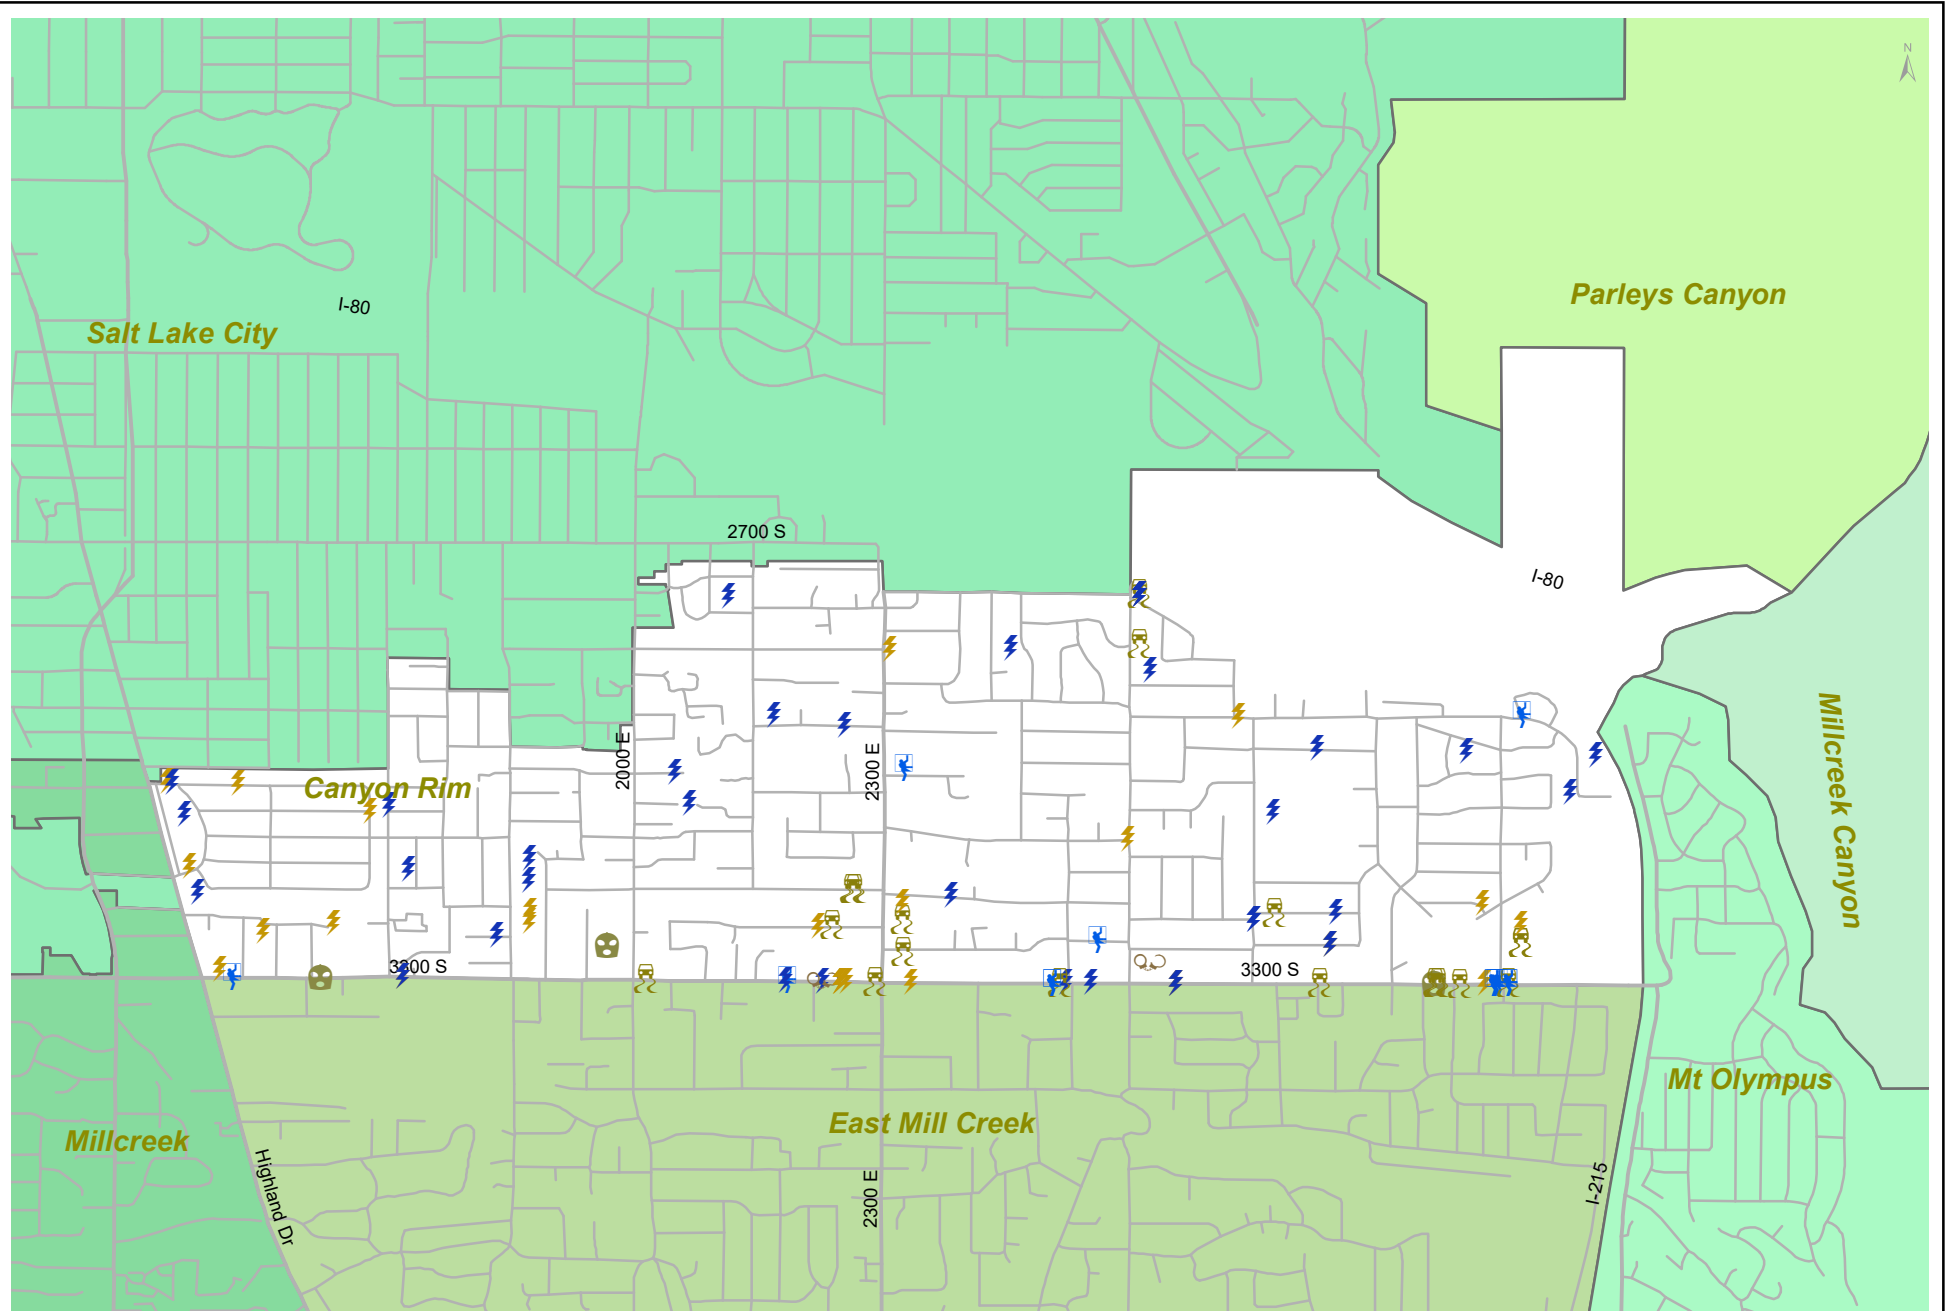 N
Parleys Canyon
I-80
Salt Lake City
2700 S
I-80
Millcreek Canyon
2000 E
2300 E
Canyon Rim
3300 S
3300 S
Mt Olympus
East Mill Creek
Millcreek
Highland Dr
2300 E
I-215